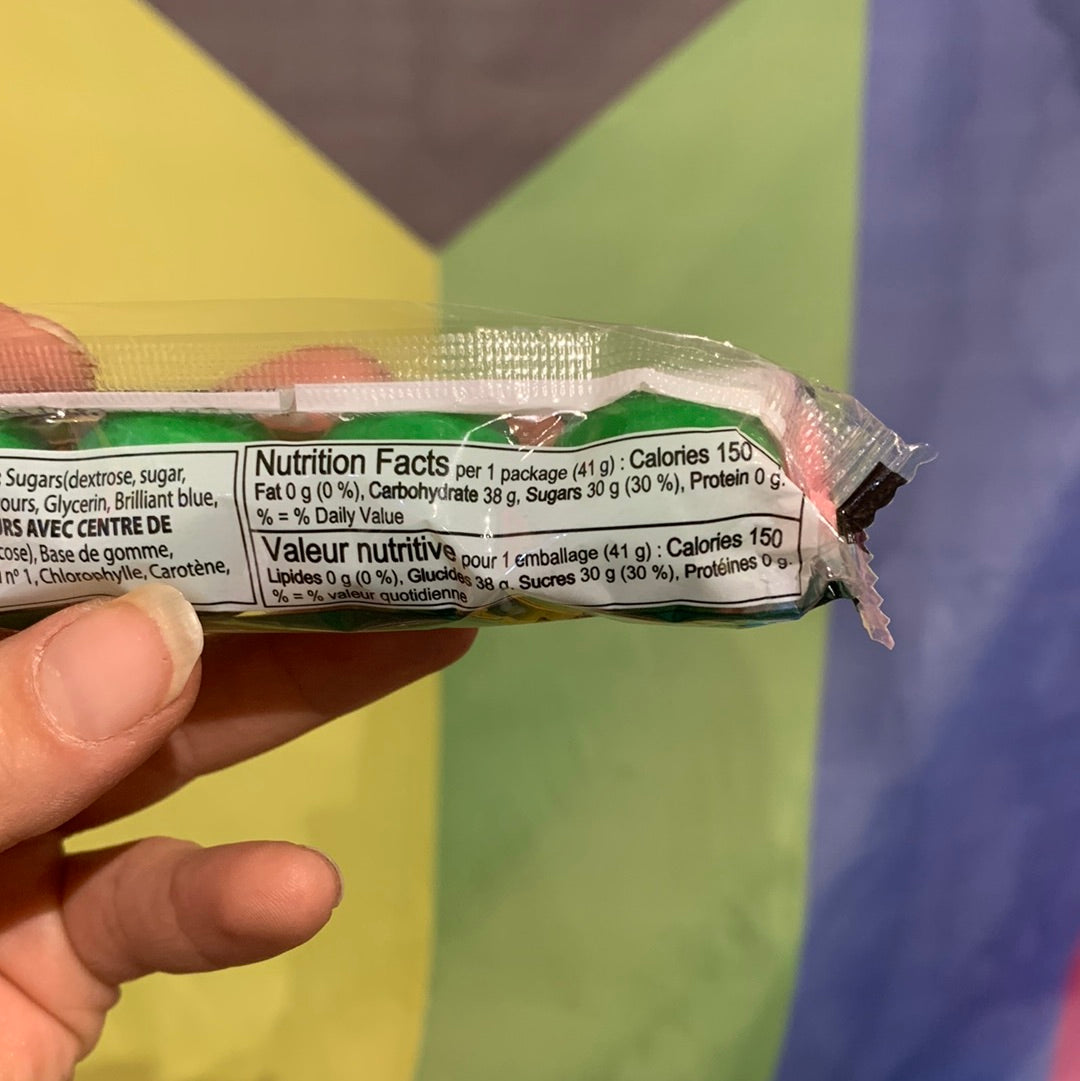 Sugars(dextrose, sugar,
ours, Glycerin, Brilliant blue,
RS AVEC CENTRE DE
cose), Base de gomme,
nº 1, Chlorophylle, Carotène,
Nutrition Facts per 1 package (41 g) : Calories 150
Fat 0 g (0 %), Carbohydrate 38 g, Sugars 30 g (30 %), Protein 0 g.
% = % Daily Value
Valeur nutritive pour 1 emballage (41 g) : Calories 150
Lipides 0 g (0 %), Glucides 38 g, Sucres 30 g (30 %), Protéines 0 g.
% = % valeur quotidienne